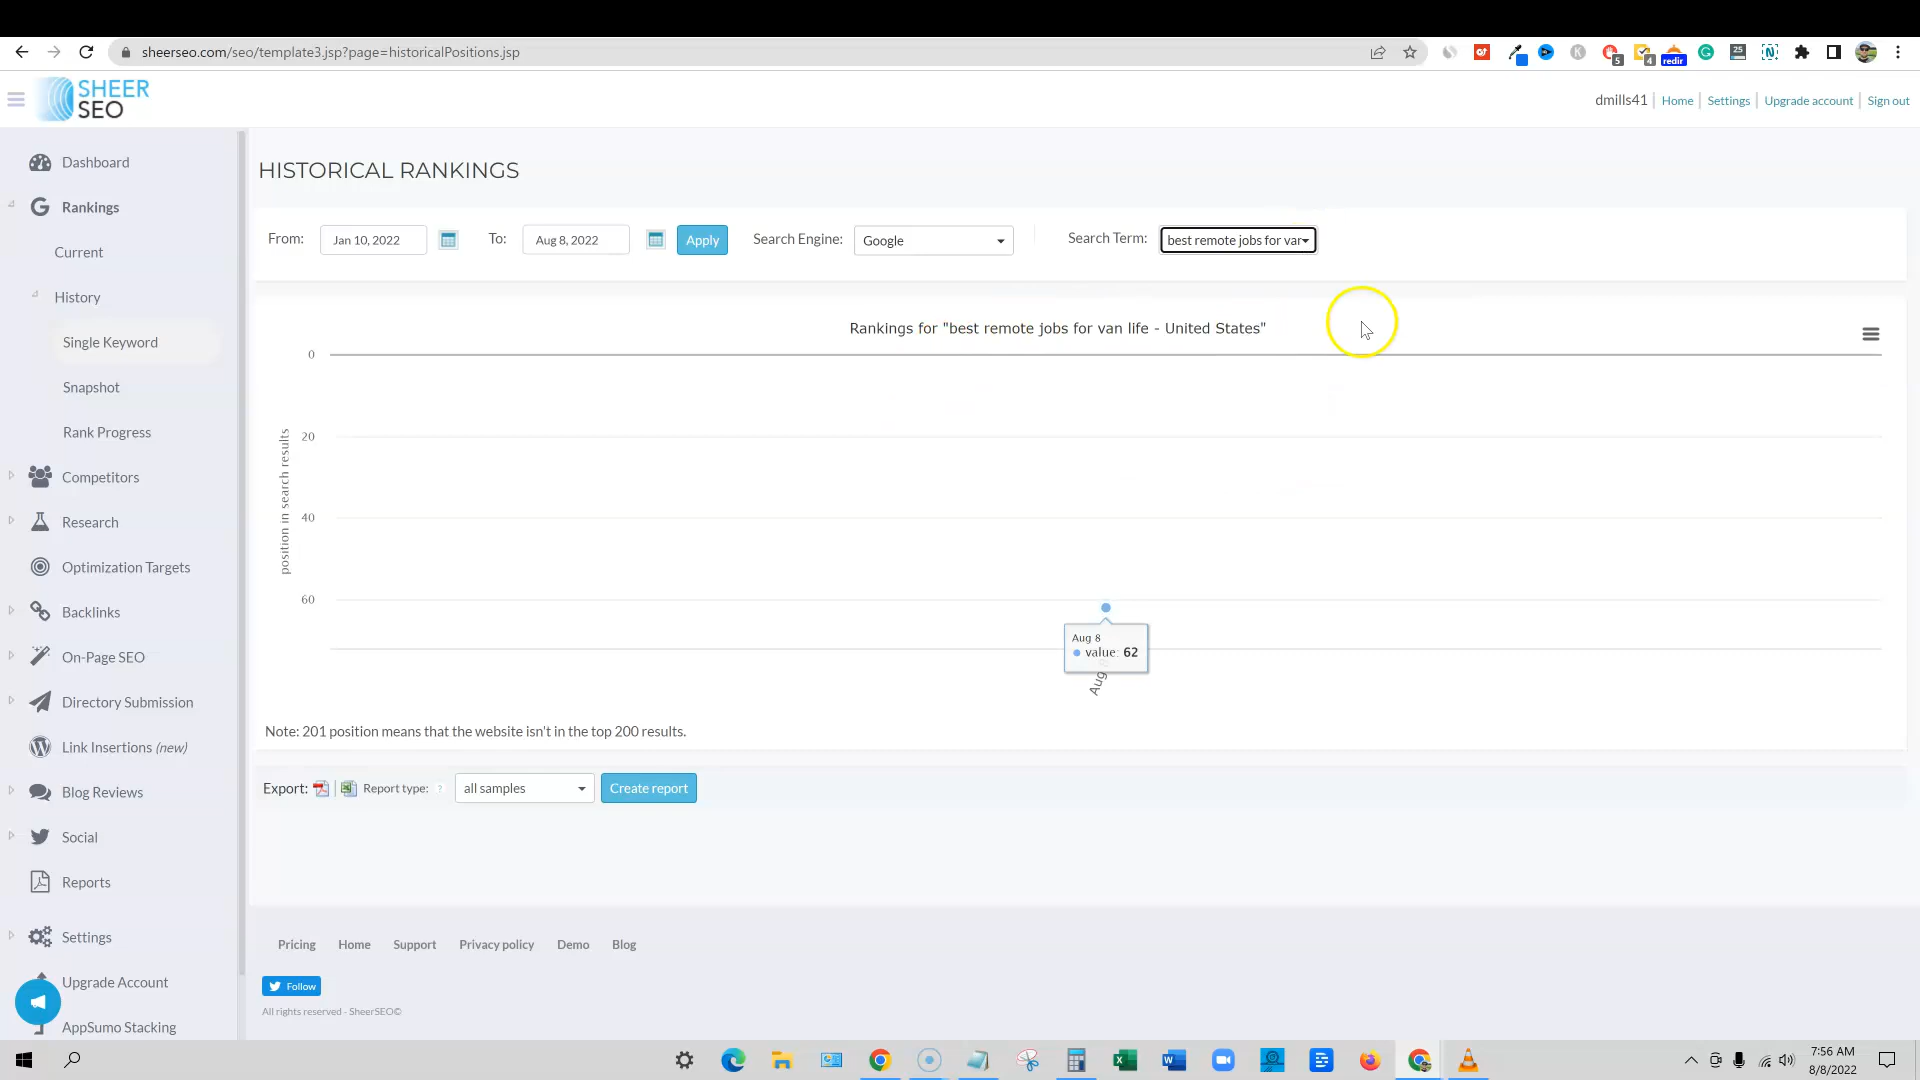 sheerseo.com/seo/template3.jsp?page=historicalPositions.jsp
5
4
redir
25
SHEER
SEO
dmills41 | Home | Settings | Upgrade account | Sign out
Dashboard
Rankings
Current
History
Single Keyword
Snapshot
Rank Progress
Competitors
Research
Optimization Targets
Backlinks
On-Page SEO
Directory Submission
Link Insertions (new)
Blog Reviews
Social
Reports
Settings
Upgrade Account
AppSumo Stacking
HISTORICAL RANKINGS
From: Jan 10, 2022 To: Aug 8, 2022 Apply Search Engine: Google Search Term: best remote jobs for van
Rankings for "best remote jobs for van life - United States"
position in search results
0
20
40
60
Aug 8
value: 62
Aug
Note: 201 position means that the website isn't in the top 200 results.
Export: | Report type: ? all samples Create report
Pricing Home Support Privacy policy Demo Blog
Follow
All rights reserved - SheerSEO©
7:56 AM
8/8/2022